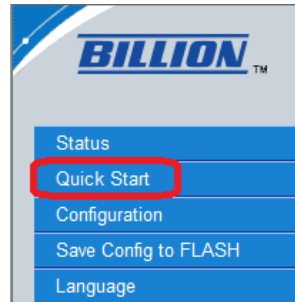 BILLION TM
Status
Quick Start
Configuration
Save Config to FLASH
Language